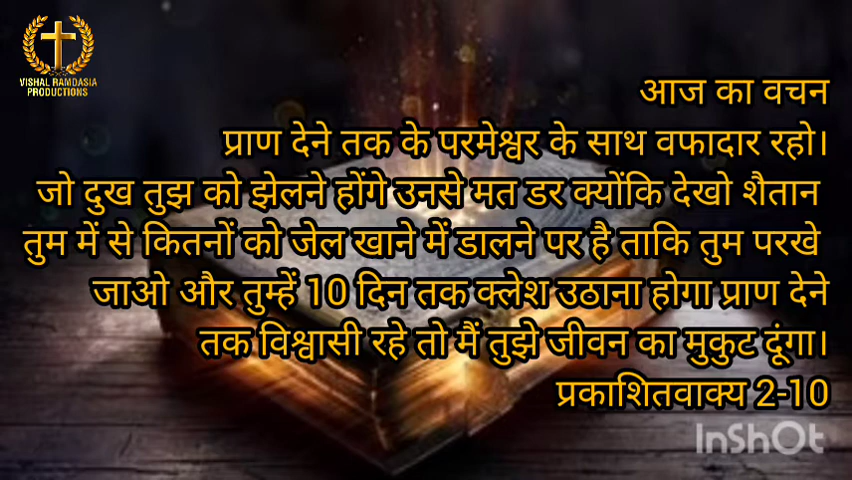 VISHAL RAMDASIA
PRODUCTIONS
आज का वचन
प्राण देने तक के परमेश्वर के साथ वफादार रहो।
जो दुख तुझ को झेलने होंगे उनसे मत डर क्योंकि देखो शैतान
तुम में से कितनों को जेल खाने में डालने पर है ताकि तुम परखे
जाओ और तुम्हें 10 दिन तक क्लेश उठाना होगा प्राण देने
तक विश्वासी रहे तो मैं तुझे जीवन का मुकुट दूंगा।
प्रकाशितवाक्य 2-10
InShOt